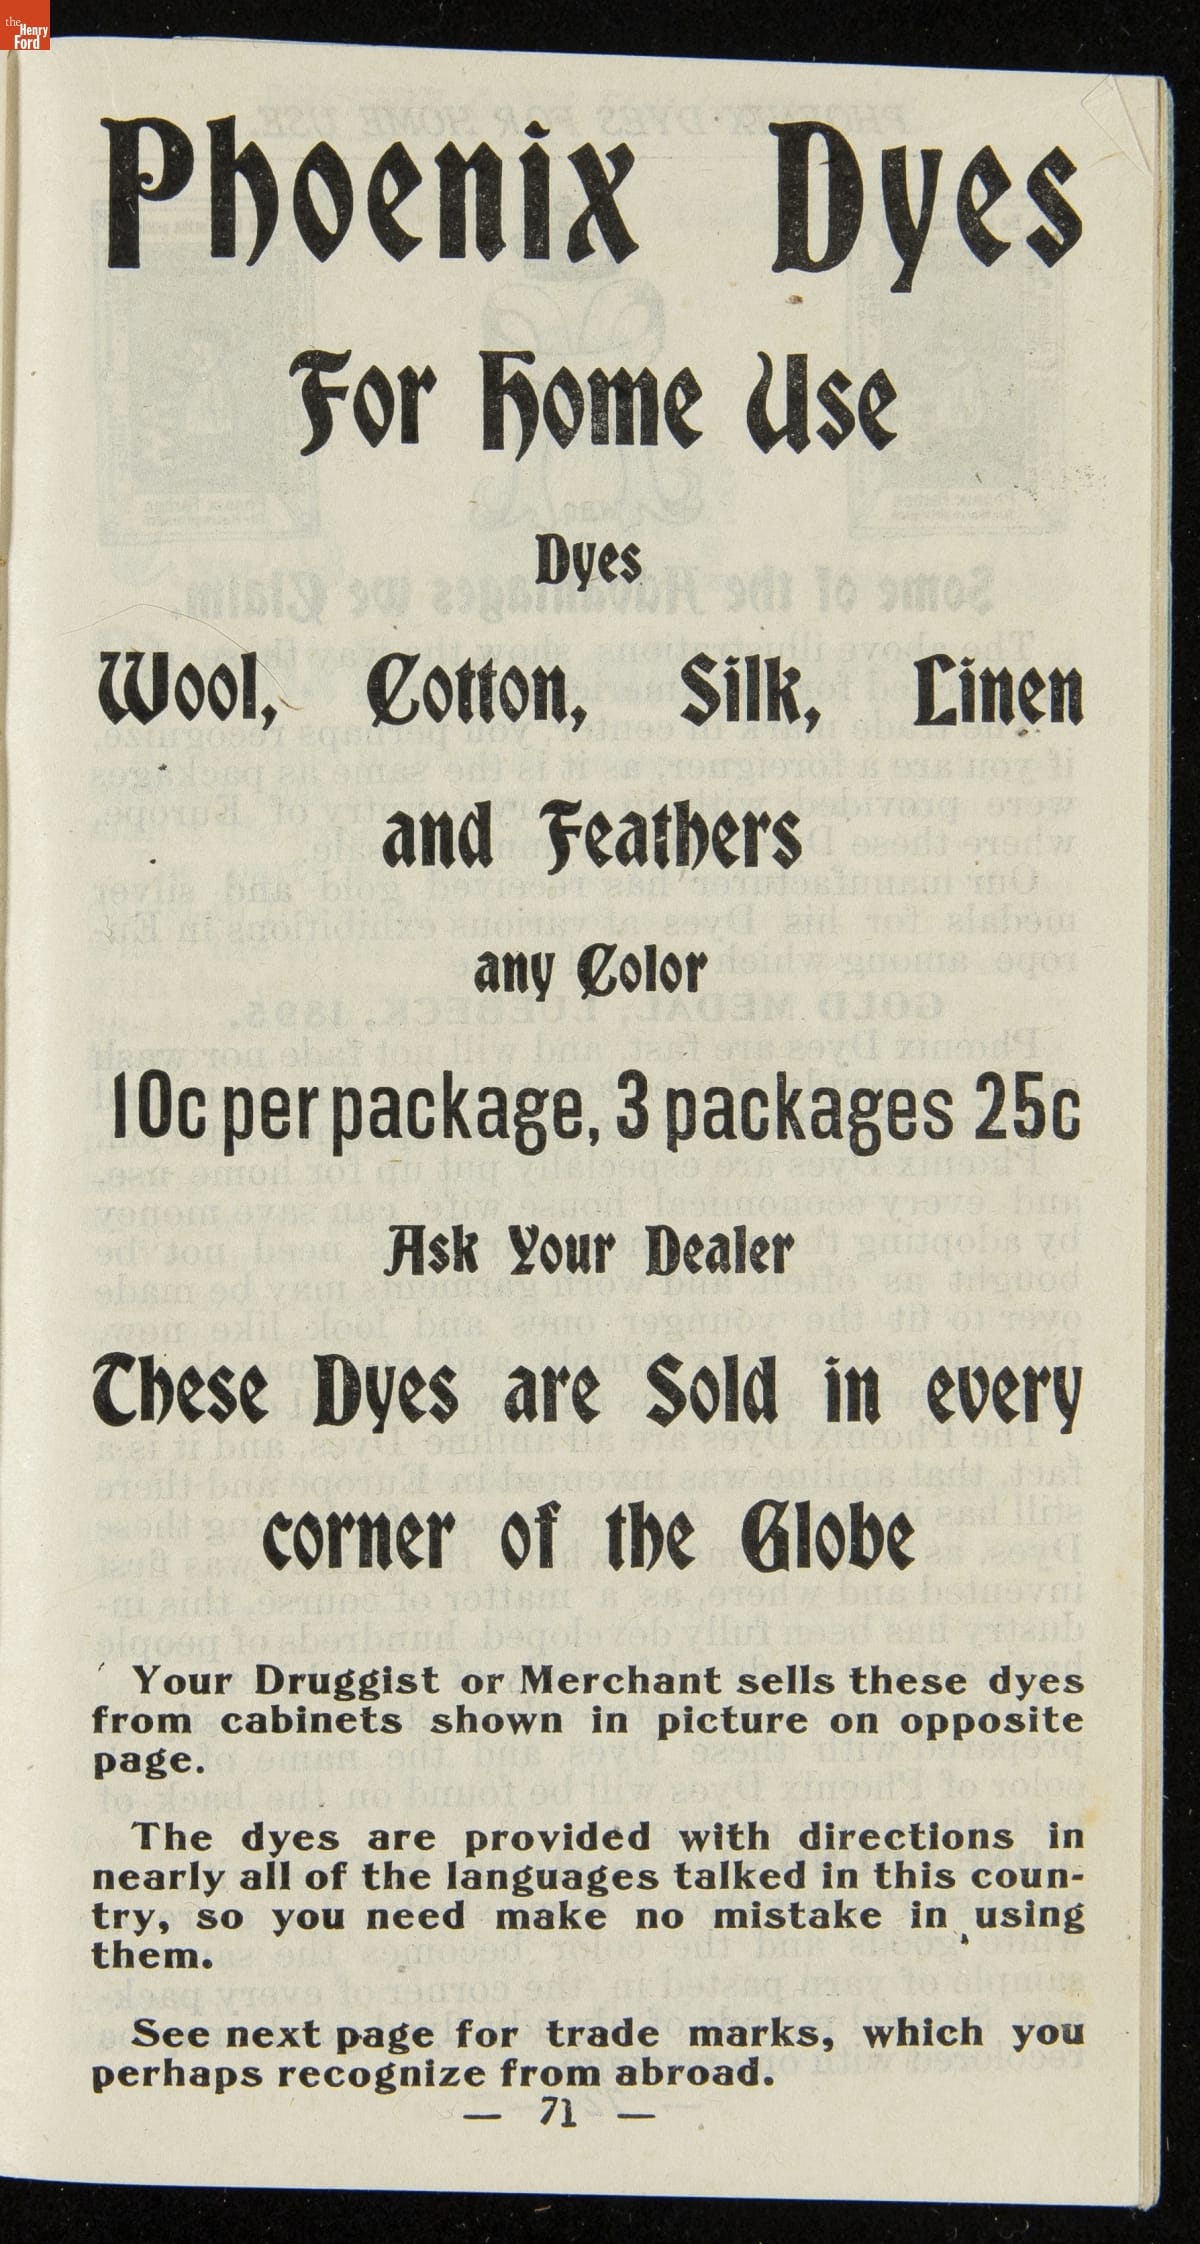 the
Henry
Ford
Phoenix Dyes
For Home Use
Dyes
Wool, Cotton, Silk, Linen
and Feathers
any Color
10c per package, 3 packages 25c
Ask Your Dealer
These Dyes are Sold in every
corner of the Globe
Your Druggist or Merchant sells these dyes
from cabinets shown in picture on opposite
page.
The dyes are provided with directions in
nearly all of the languages talked in this coun-
try, so you need make no mistake in using
them.
See next page for trade marks, which you
perhaps recognize from abroad.
— 71 —